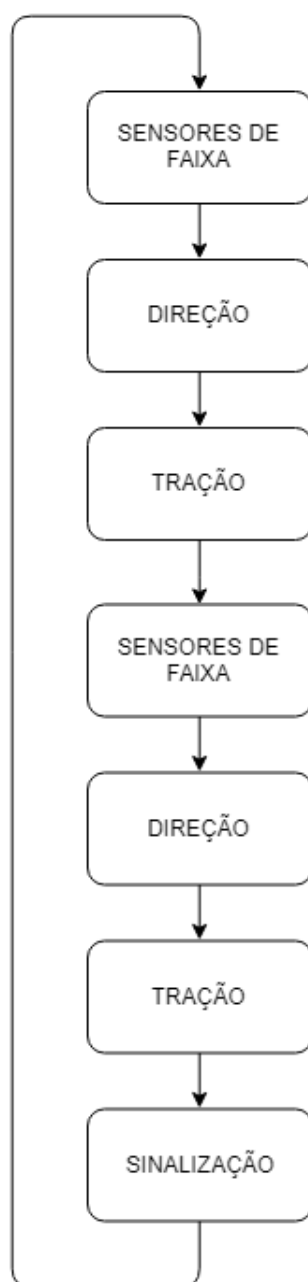 SENSORES DE
FAIXA
DIREÇÃO
TRAÇÃO
SENSORES DE
FAIXA
DIREÇÃO
TRAÇÃO
SINALIZAÇÃO